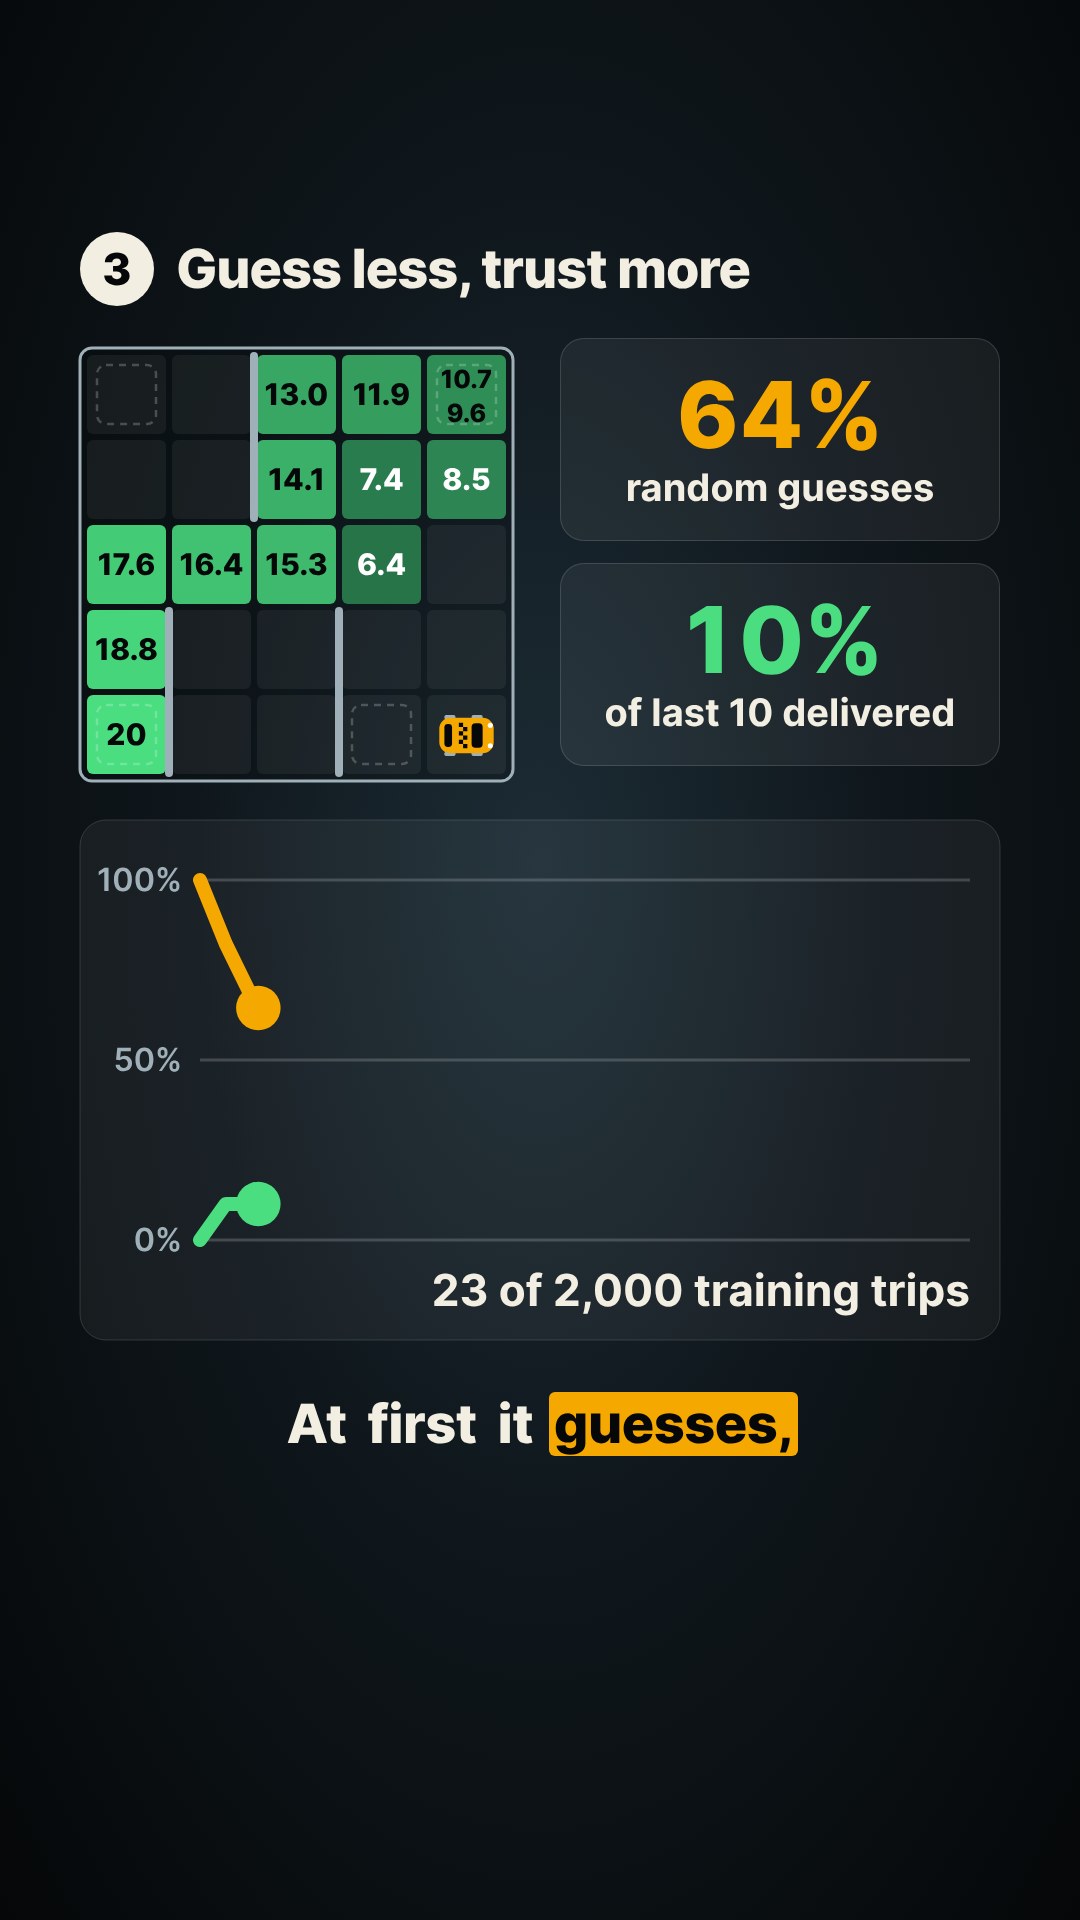 3 Guess less, trust more
13.0 11.9 10.7
9.6
14.1 7.4 8.5
17.6 16.4 15.3 6.4
18.8
20
64%
random guesses
10%
of last 10 delivered
100%
50%
0%
23 of 2,000 training trips
At first it guesses,